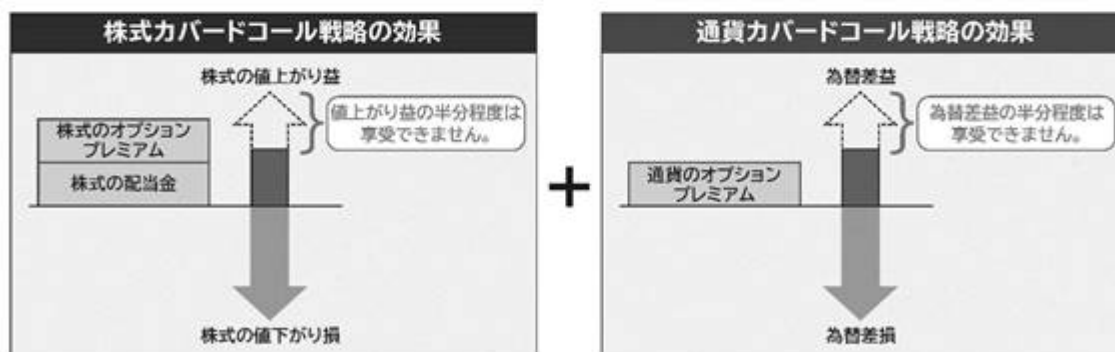 株式カバードコール戦略の効果
株式の値上がり益
値上がり益の半分程度は
享受できません。
株式のオプション
プレミアム
株式の配当金
株式の値下がり損
+
通貨カバードコール戦略の効果
為替差益
為替差益の半分程度は
享受できません。
通貨のオプション
プレミアム
為替差損